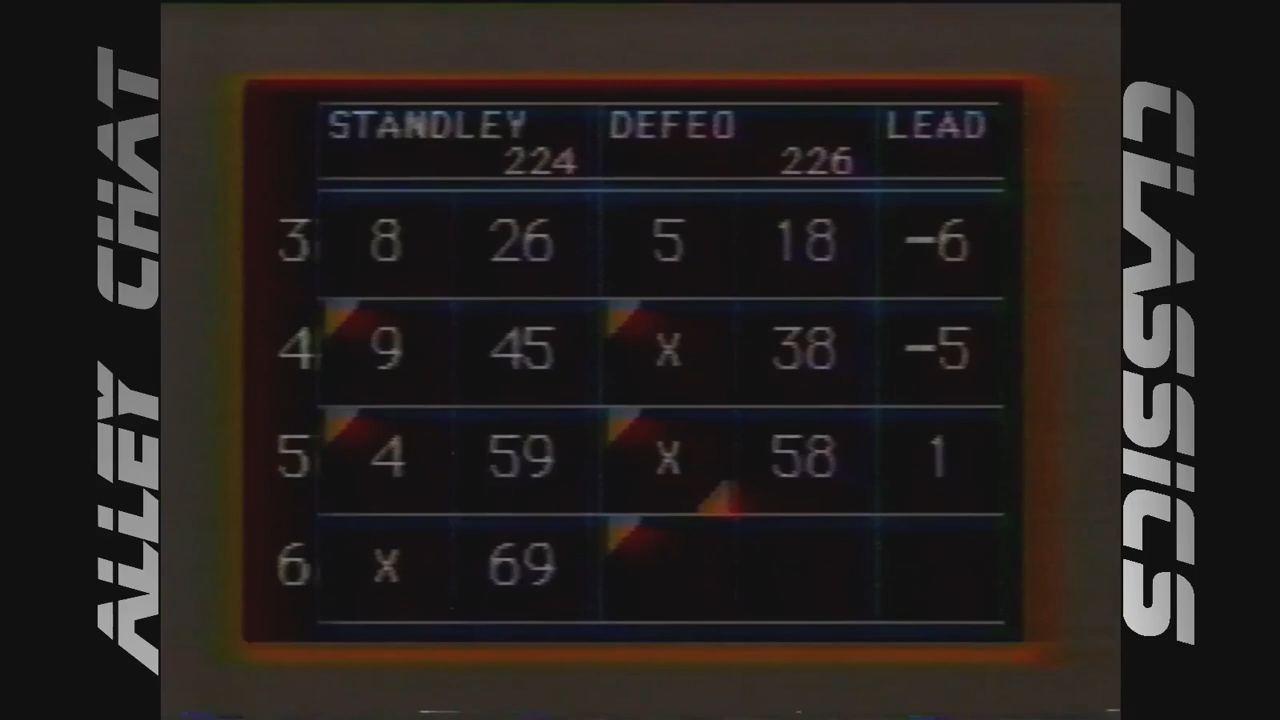 ALLEY CHAT
STANDLEY DEFEO LEAD
224 226
3 8 26 5 18 -6
4 9 45 X 38 -5
5 4 59 X 58 1
6 X 69
CLASSICS